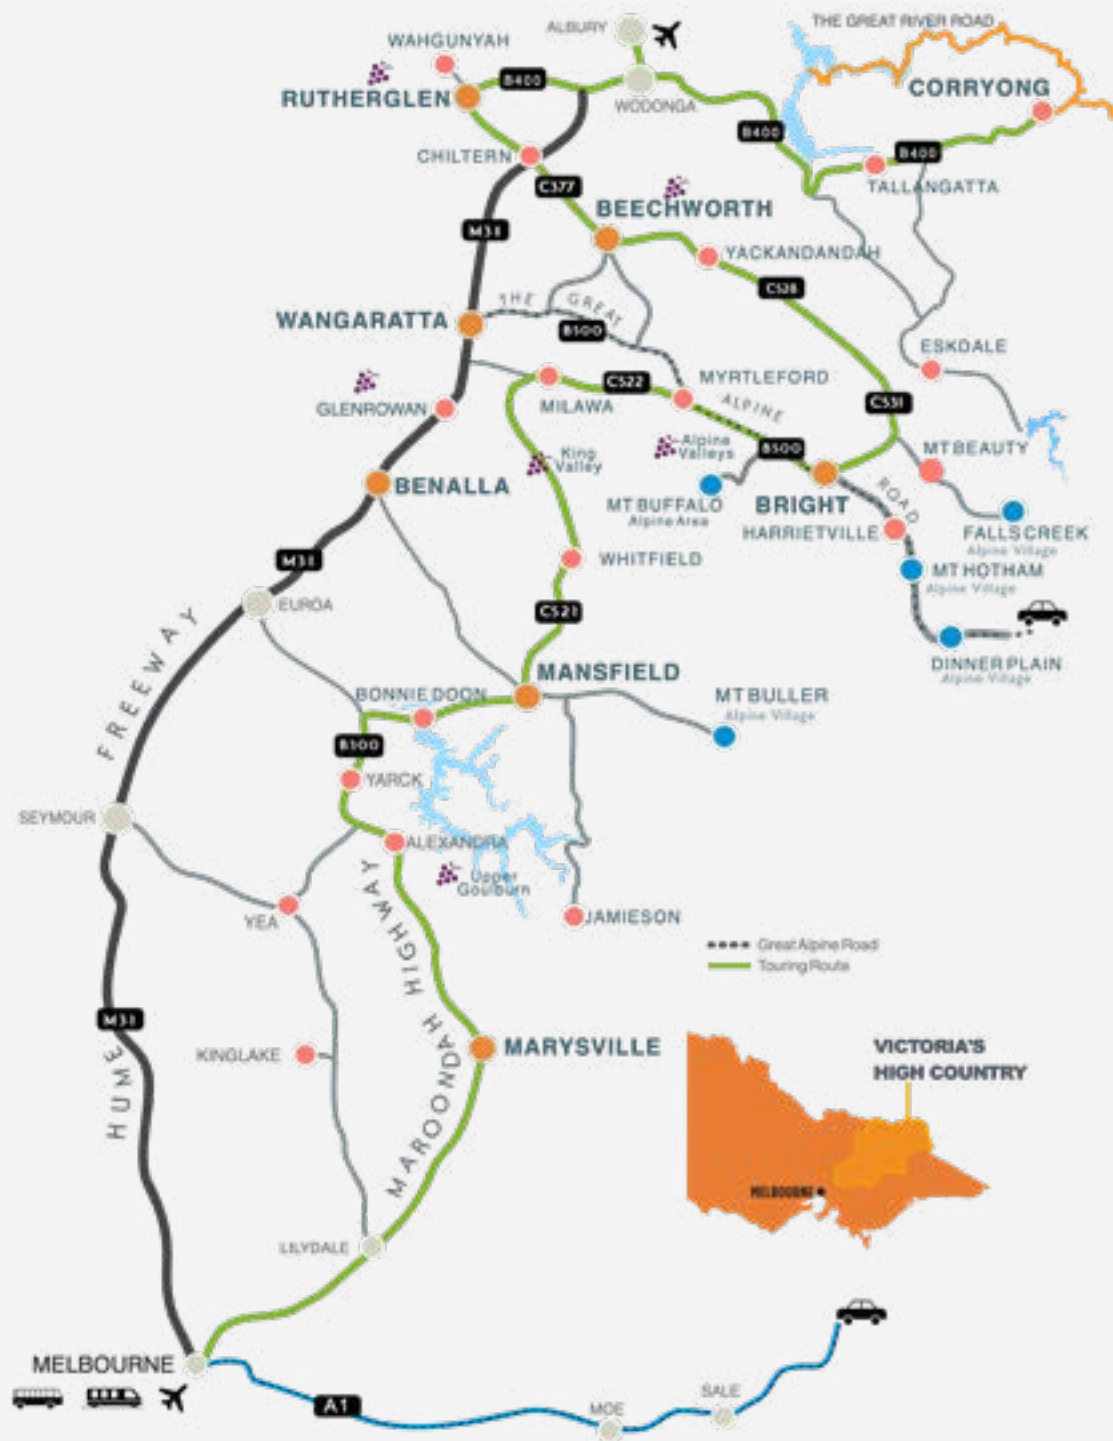 THE GREAT RIVER ROAD
ALBURY
WAHGUNYAH
RUTHERGLEN
B400
WODONGA
CORRYONG
B400
B400
CHILTERN
TALLANGATTA
C377
BEECHWORTH
M31
YACKANDANDAH
C528
THE GREAT
WANGARATTA
B500
ESKDALE
MYRTLEFORD
C522
GLENROWAN
MILAWA
ALPINE
C531
King
Valley
Alpine
Valleys
B500
MT BEAUTY
BENALLA
MT BUFFALO
Alpine Area
BRIGHT
ROAD
HARRIETVILLE
FALLS CREEK
Alpine Village
WHITFIELD
M31
MT HOTHAM
Alpine Village
EUROA
C521
FREEWAY
DINNER PLAIN
Alpine Village
MANSFIELD
BONNIE DOON
MT BULLER
Alpine Village
B300
YARCK
SEYMOUR
ALEXANDRA
Upper
Goulburn
YEA
JAMIESON
Great Alpine Road
Touring Route
M31
HUME
KINGLAKE
MARYSVILLE
MAROONDAH HIGHWAY
VICTORIA'S
HIGH COUNTRY
MELBOURNE
LILYDALE
MELBOURNE
A1
MOE
SALE